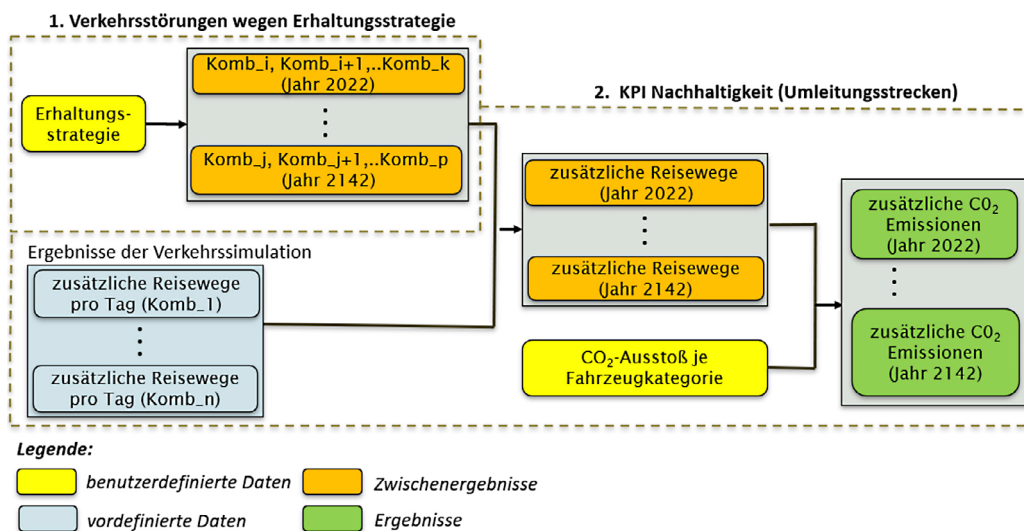 1. Verkehrsstörungen wegen Erhaltungsstrategie
Erhaltungs-
strategie
Komb_i, Komb_i+1,..Komb_k
(Jahr 2022)
Komb_j, Komb_j+1,..Komb_p
(Jahr 2142)
2. KPI Nachhaltigkeit (Umleitungsstrecken)
Ergebnisse der Verkehrssimulation
zusätzliche Reisewege
pro Tag (Komb_1)
zusätzliche Reisewege
pro Tag (Komb_n)
zusätzliche Reisewege
(Jahr 2022)
zusätzliche Reisewege
(Jahr 2142)
CO₂-Ausstoß je
Fahrzeugkategorie
zusätzliche C0₂
Emissionen
(Jahr 2022)
zusätzliche C0₂
Emissionen
(Jahr 2142)
Legende:
benutzerdefinierte Daten
Zwischenergebnisse
vordefinierte Daten
Ergebnisse